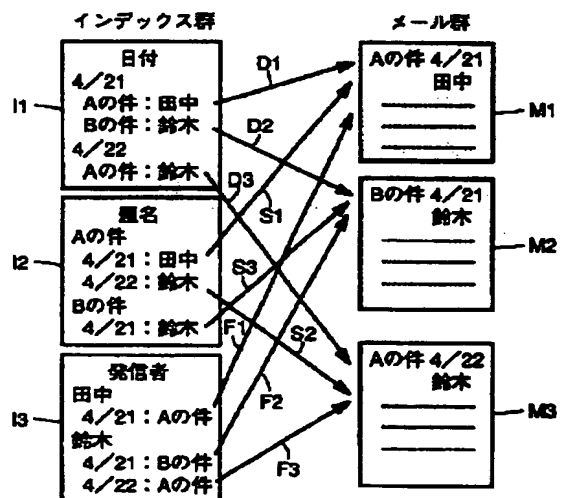 インデックス群
メール群
日付
4／21
Aの件：田中
Bの件：鈴木
4／22
Aの件：鈴木
I1
題名
Aの件
4／21：田中
4／22：鈴木
Bの件
4／21：鈴木
I2
発信者
田中
4／21：Aの件
鈴木
4／21：Bの件
4／22：Aの件
I3
D1
D2
D3
S1
S3
F1
S2
F2
F3
Aの件 4／21
田中
M1
Bの件 4／21
鈴木
M2
Aの件 4／22
鈴木
M3